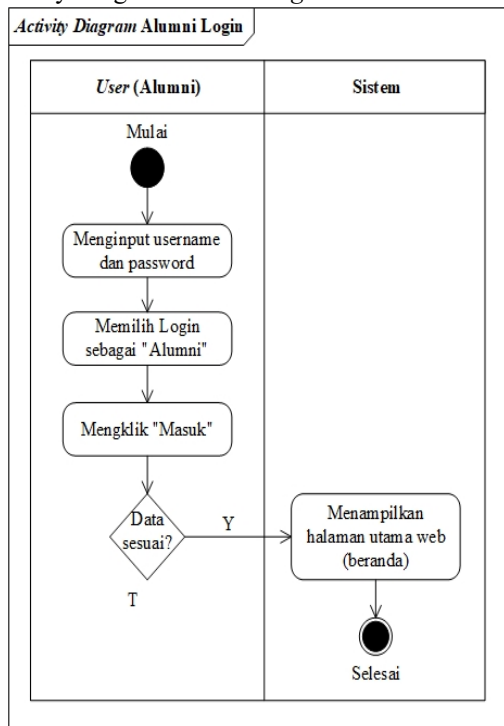 Activity Diagram Alumni Login
User (Alumni)
Sistem
Mulai
Menginput username
dan password
Memilih Login
sebagai "Alumni"
Mengklik "Masuk"
Data
sesuai?
Y
T
Menampilkan
halaman utama web
(beranda)
Selesai